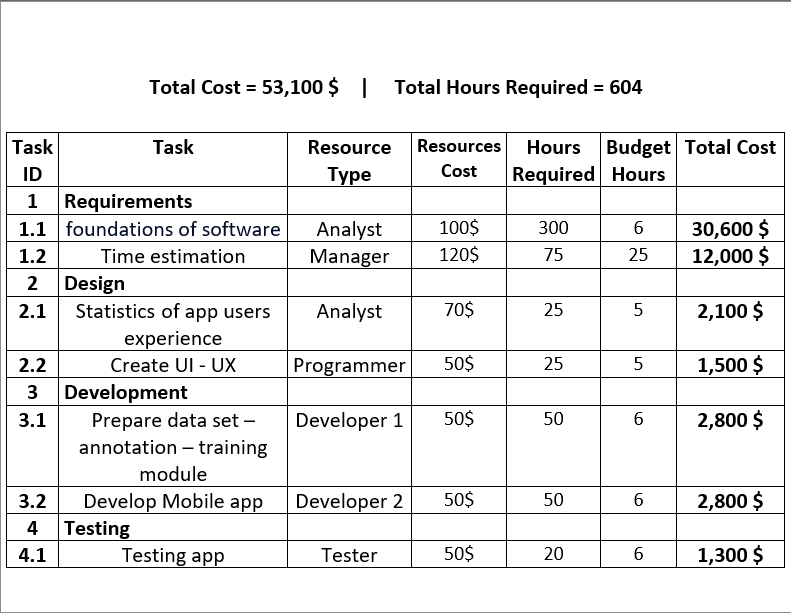 Total Cost = 53,100 $ | Total Hours Required = 604
Task ID Task Resource Type Resources Cost Hours Required Budget Hours Total Cost
1 Requirements
1.1 foundations of software Analyst 100$ 300 6 30,600 $
1.2 Time estimation Manager 120$ 75 25 12,000 $
2 Design
2.1 Statistics of app users experience Analyst 70$ 25 5 2,100 $
2.2 Create UI - UX Programmer 50$ 25 5 1,500 $
3 Development
3.1 Prepare data set – annotation – training module Developer 1 50$ 50 6 2,800 $
3.2 Develop Mobile app Developer 2 50$ 50 6 2,800 $
4 Testing
4.1 Testing app Tester 50$ 20 6 1,300 $